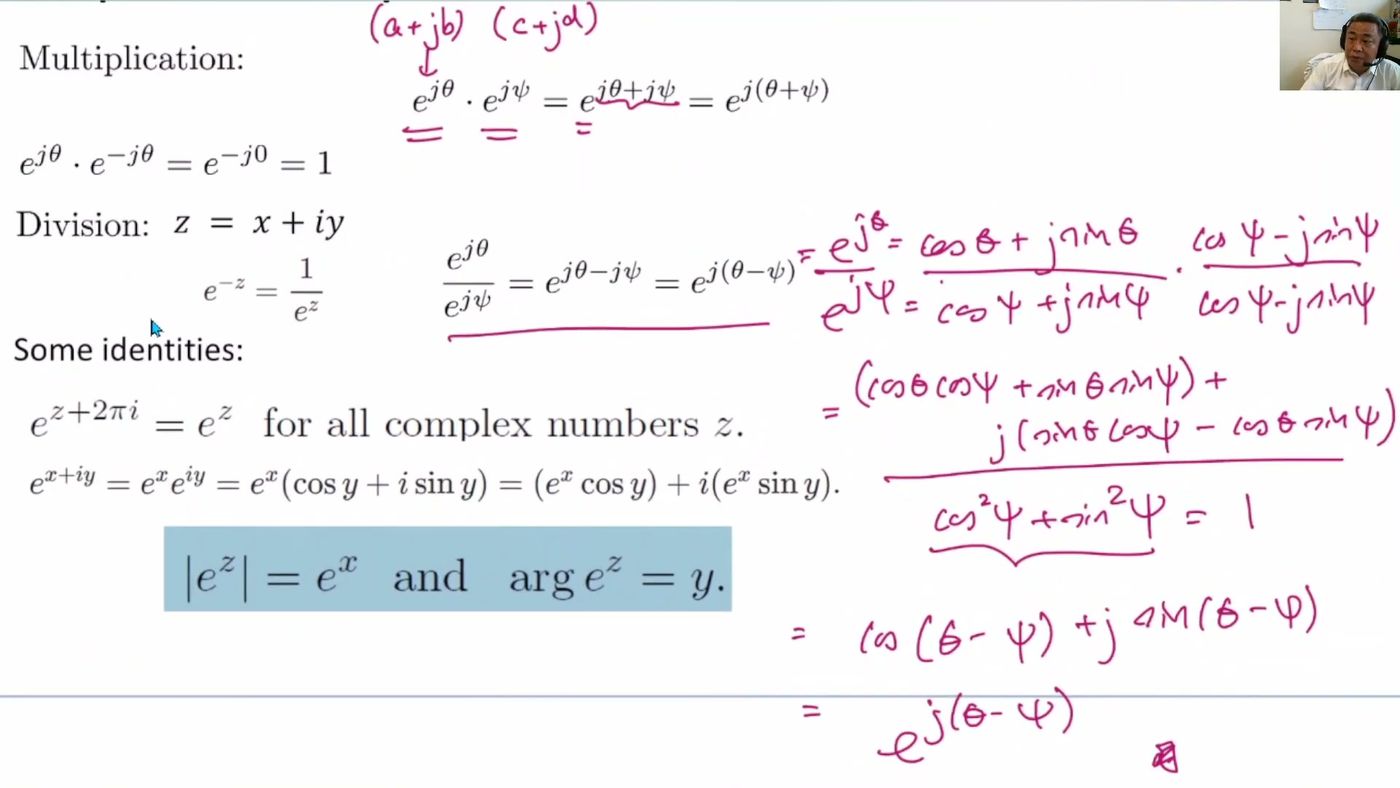 (a+jb) (c+jd)
Multiplication:
e^{jθ} · e^{jψ} = e^{jθ+jψ} = e^{j(θ+ψ)}
e^{jθ} · e^{-jθ} = e^{-j0} = 1
Division: z = x + iy
e^{-z} = \frac{1}{e^z}
\frac{e^{jθ}}{e^{jψ}} = e^{jθ-jψ} = e^{j(θ-ψ)}
= e^{jθ} = cos θ + j sin θ · cos ψ - j sin ψ
e^{jψ} = cos ψ + j sin ψ cos ψ - j sin ψ
= (cos θ cos ψ + sin θ sin ψ) +
j (sin θ cos ψ - cos θ sin ψ)
cos²ψ + sin²ψ = 1
= cos (θ - ψ) + j sin (θ - ψ)
= e^{j(θ-ψ)}
Some identities:
e^{z+2πi} = e^z for all complex numbers z.
e^{x+iy} = e^x e^{iy} = e^x(cos y + i sin y) = (e^x cos y) + i(e^x sin y).
|e^z| = e^x and arg e^z = y.